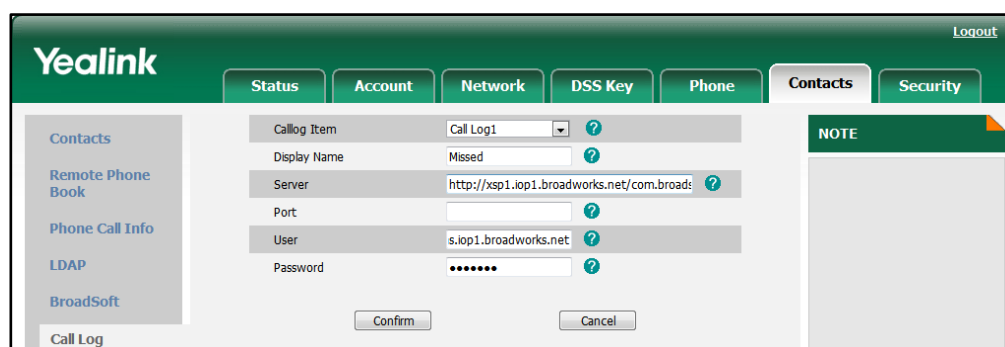 Logout
Yealink
Status Account Network DSS Key Phone Contacts Security
Contacts
Remote Phone
Book
Phone Call Info
LDAP
BroadSoft
Call Log
Callog Item Call Log1 ?
Display Name Missed ?
Server http://xsp1.iop1.broadworks.net/com.broads ?
Port ?
User s.iop1.broadworks.net ?
Password ••••••• ?
Confirm Cancel
NOTE